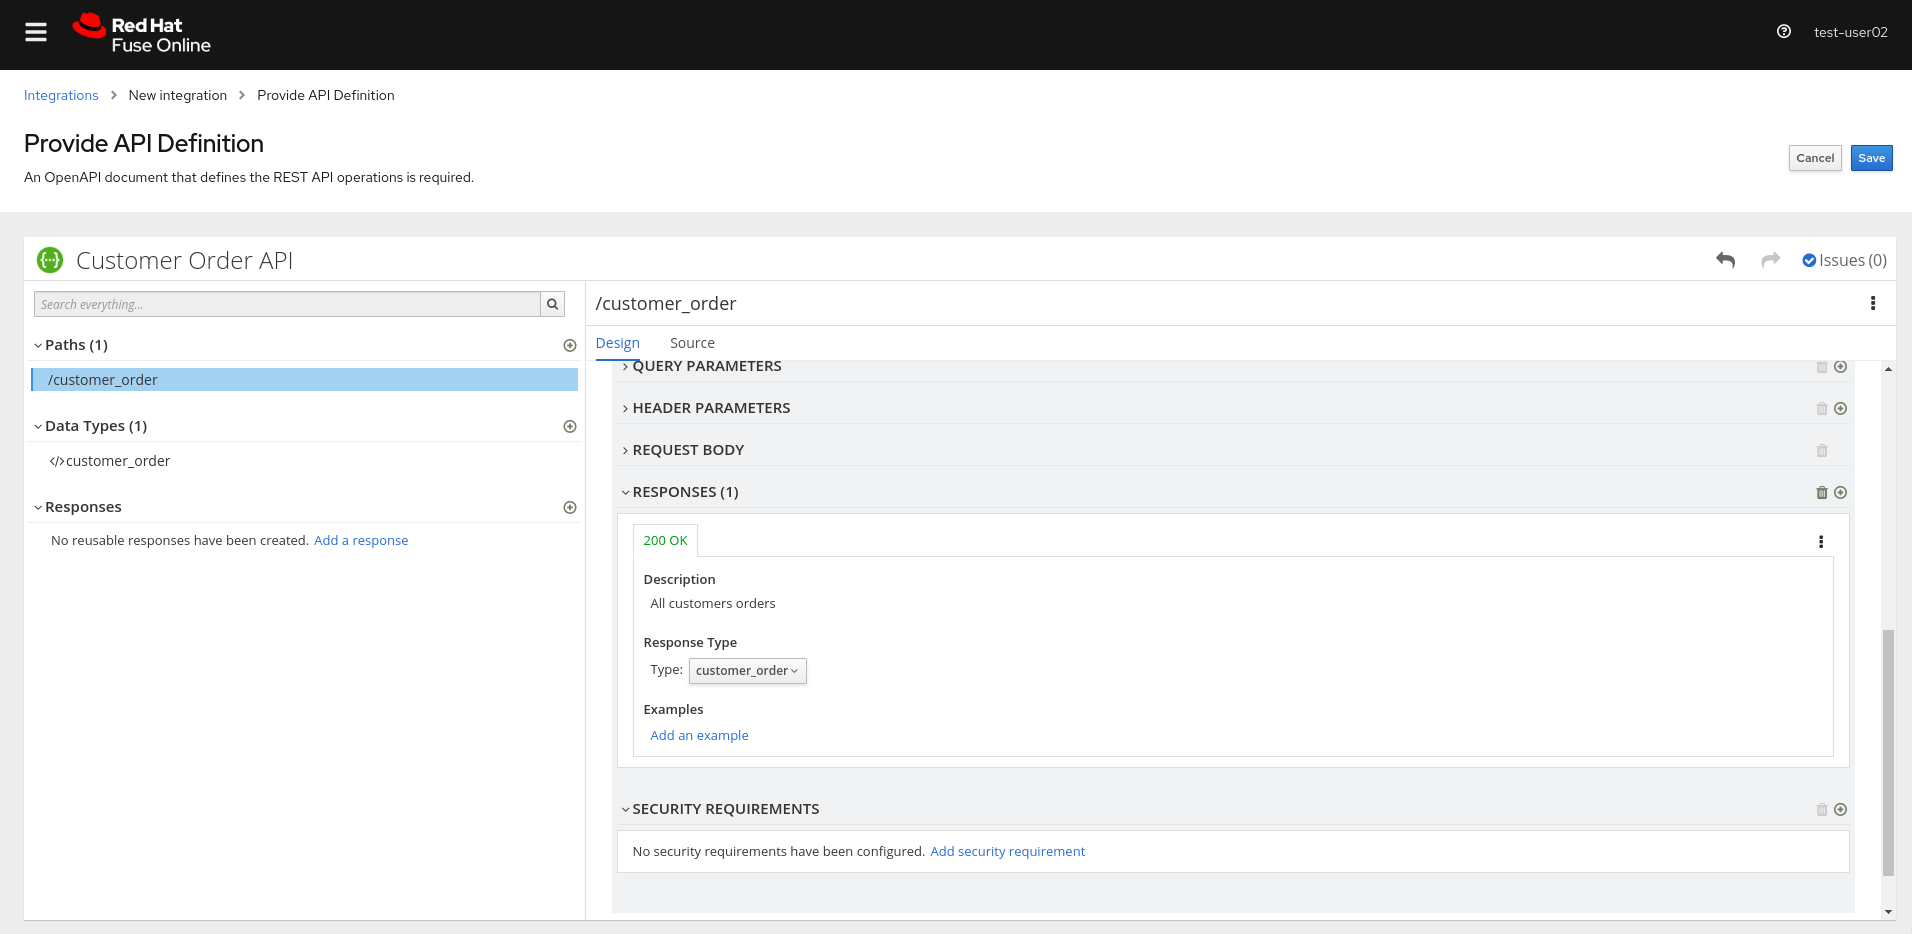 Red Hat
Fuse Online
test-user02
Integrations > New integration > Provide API Definition
Provide API Definition
Cancel
Save
An OpenAPI document that defines the REST API operations is required.
Customer Order API
Issues (0)
Search everything...
/customer_order
Paths (1)
Design
Source
/customer_order
QUERY PARAMETERS
HEADER PARAMETERS
Data Types (1)
REQUEST BODY
</>customer_order
RESPONSES (1)
Responses
No reusable responses have been created. Add a response
200 OK
Description
All customers orders
Response Type
Type: customer_order
Examples
Add an example
SECURITY REQUIREMENTS
No security requirements have been configured. Add security requirement